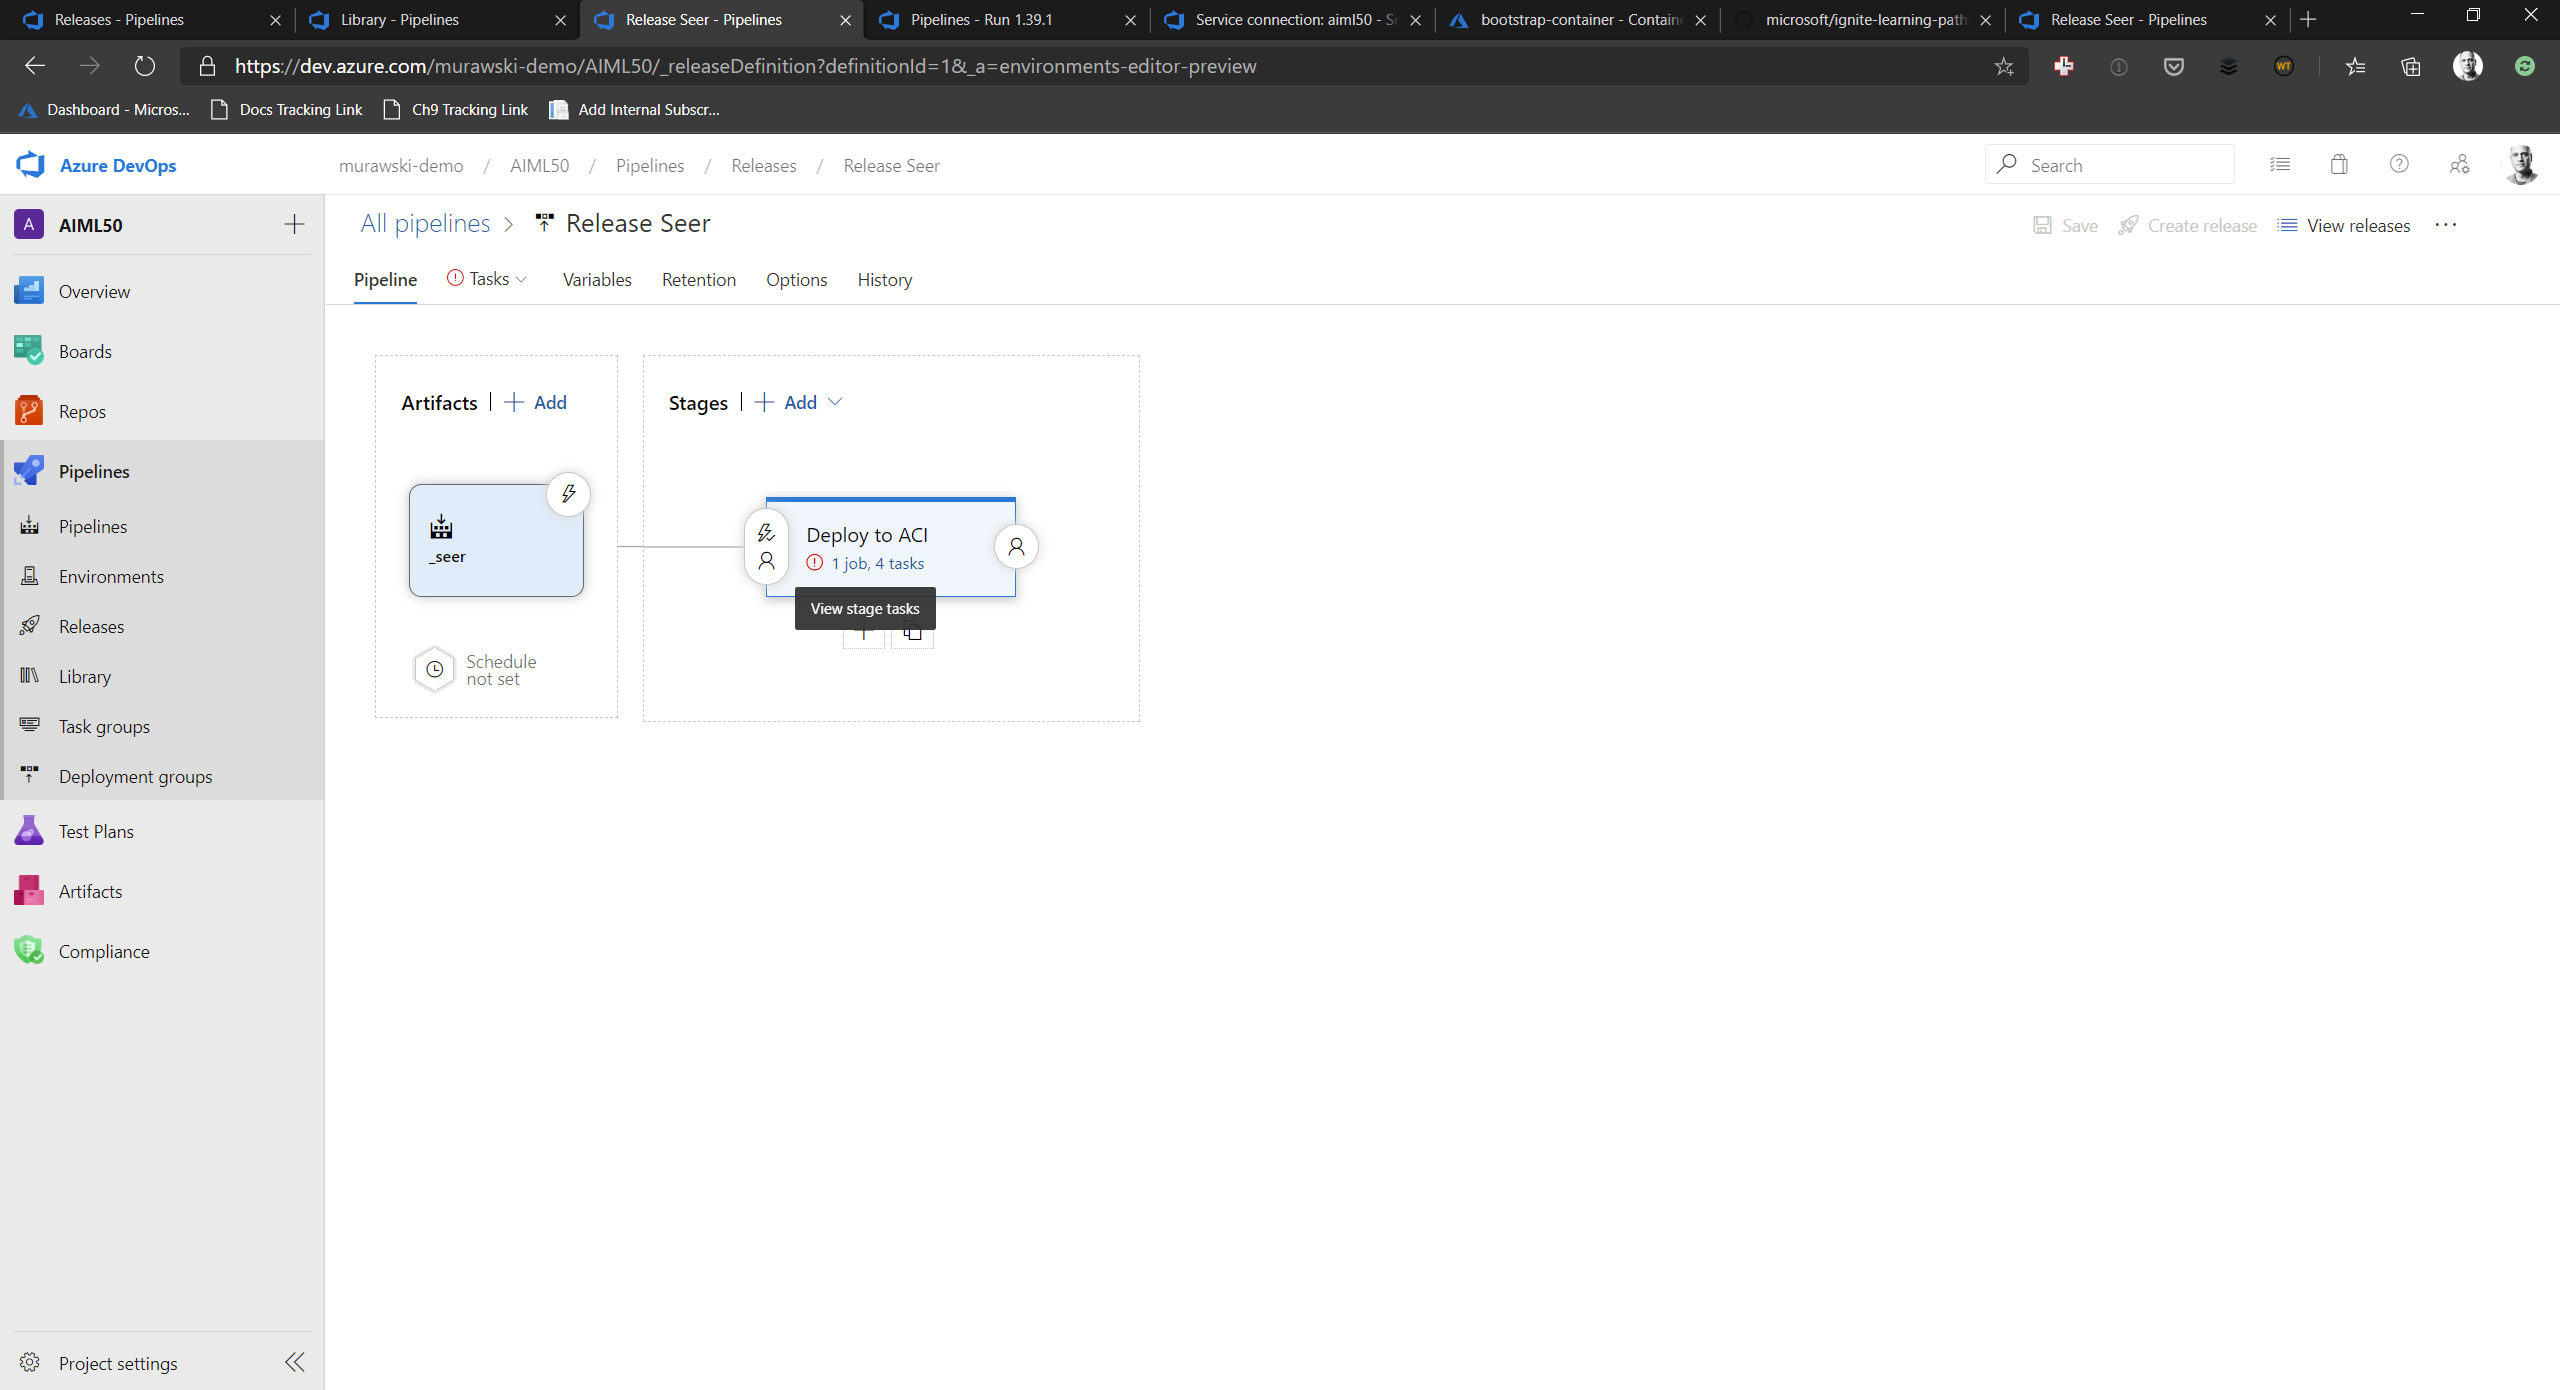 Releases - Pipelines
Library - Pipelines
Release Seer - Pipelines
Pipelines - Run 1.39.1
Service connection: aiml50 - Se
bootstrap-container - Containe
microsoft/ignite-learning-path
Release Seer - Pipelines
https://dev.azure.com/murawski-demo/AIML50/_releaseDefinition?definitionId=1&_a=environments-editor-preview
WT
Dashboard - Micros...
Docs Tracking Link
Ch9 Tracking Link
Add Internal Subscr...
Azure DevOps
murawski-demo / AIML50 / Pipelines / Releases / Release Seer
Search
A AIML50
All pipelines > Release Seer
Save
Create release
View releases
...
Pipeline
Tasks
Variables
Retention
Options
History
Overview
Boards
Repos
Pipelines
Pipelines
Environments
Releases
Library
Task groups
Deployment groups
Test Plans
Artifacts
Compliance
Project settings
Artifacts | + Add
_seer
Schedule
not set
Stages | + Add
Deploy to ACI
1 job, 4 tasks
View stage tasks